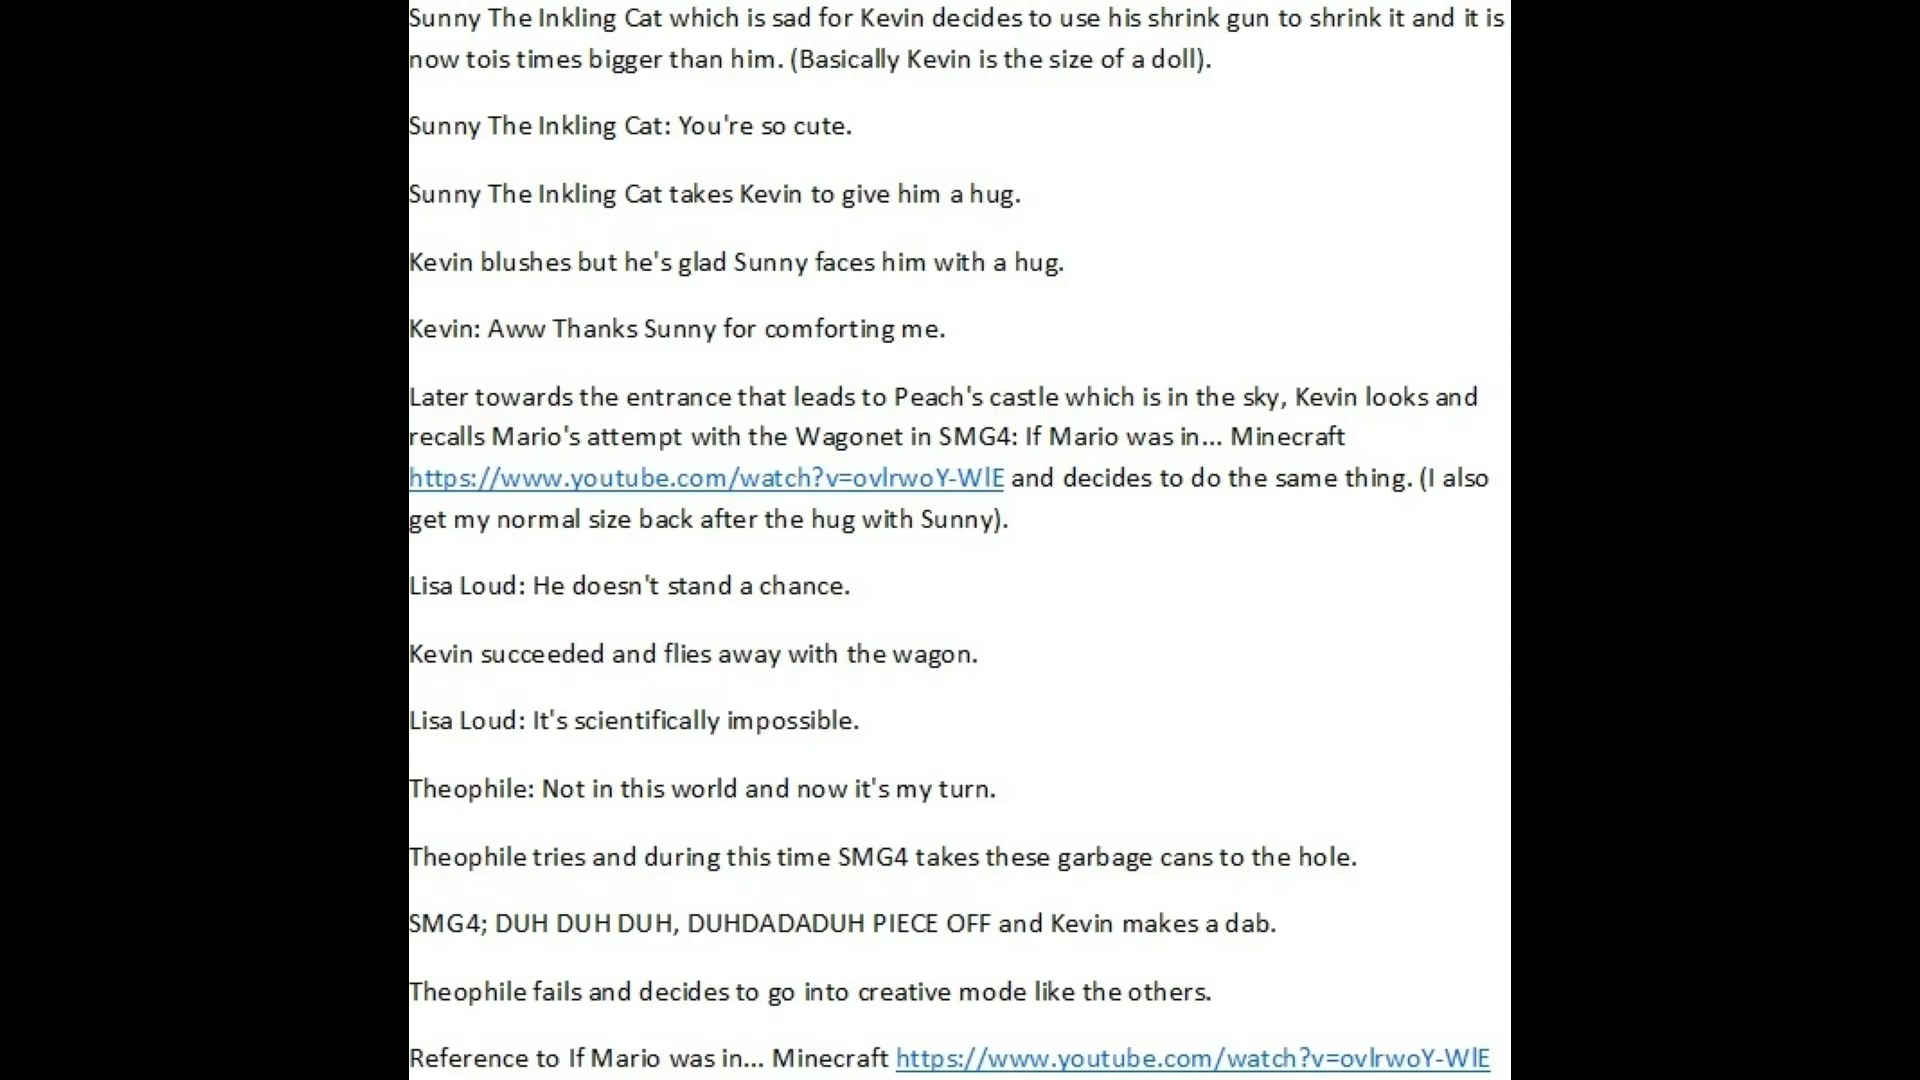 Sunny The Inkling Cat which is sad for Kevin decides to use his shrink gun to shrink it and it is
now tois times bigger than him. (Basically Kevin is the size of a doll).
Sunny The Inkling Cat: You're so cute.
Sunny The Inkling Cat takes Kevin to give him a hug.
Kevin blushes but he's glad Sunny faces him with a hug.
Kevin: Aww Thanks Sunny for comforting me.
Later towards the entrance that leads to Peach's castle which is in the sky, Kevin looks and
recalls Mario's attempt with the Wagonet in SMG4: If Mario was in... Minecraft
https://www.youtube.com/watch?v=ovlrwoY-WlE and decides to do the same thing. (I also
get my normal size back after the hug with Sunny).
Lisa Loud: He doesn't stand a chance.
Kevin succeeded and flies away with the wagon.
Lisa Loud: It's scientifically impossible.
Theophile: Not in this world and now it's my turn.
Theophile tries and during this time SMG4 takes these garbage cans to the hole.
SMG4; DUH DUH DUH, DUHDADADUH PIECE OFF and Kevin makes a dab.
Theophile fails and decides to go into creative mode like the others.
Reference to If Mario was in... Minecraft https://www.youtube.com/watch?v=ovlrwoY-WlE